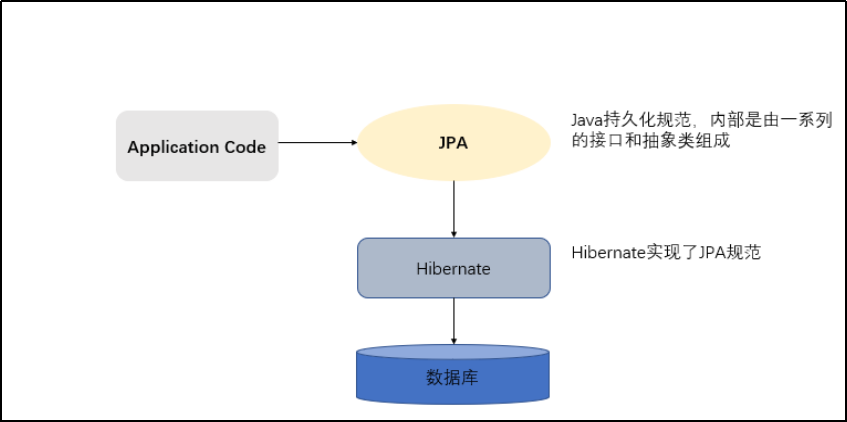 Java持久化规范，内部是由一系列
的接口和抽象类组成
Application Code
JPA
Hibernate
Hibernate实现了JPA规范
数据库